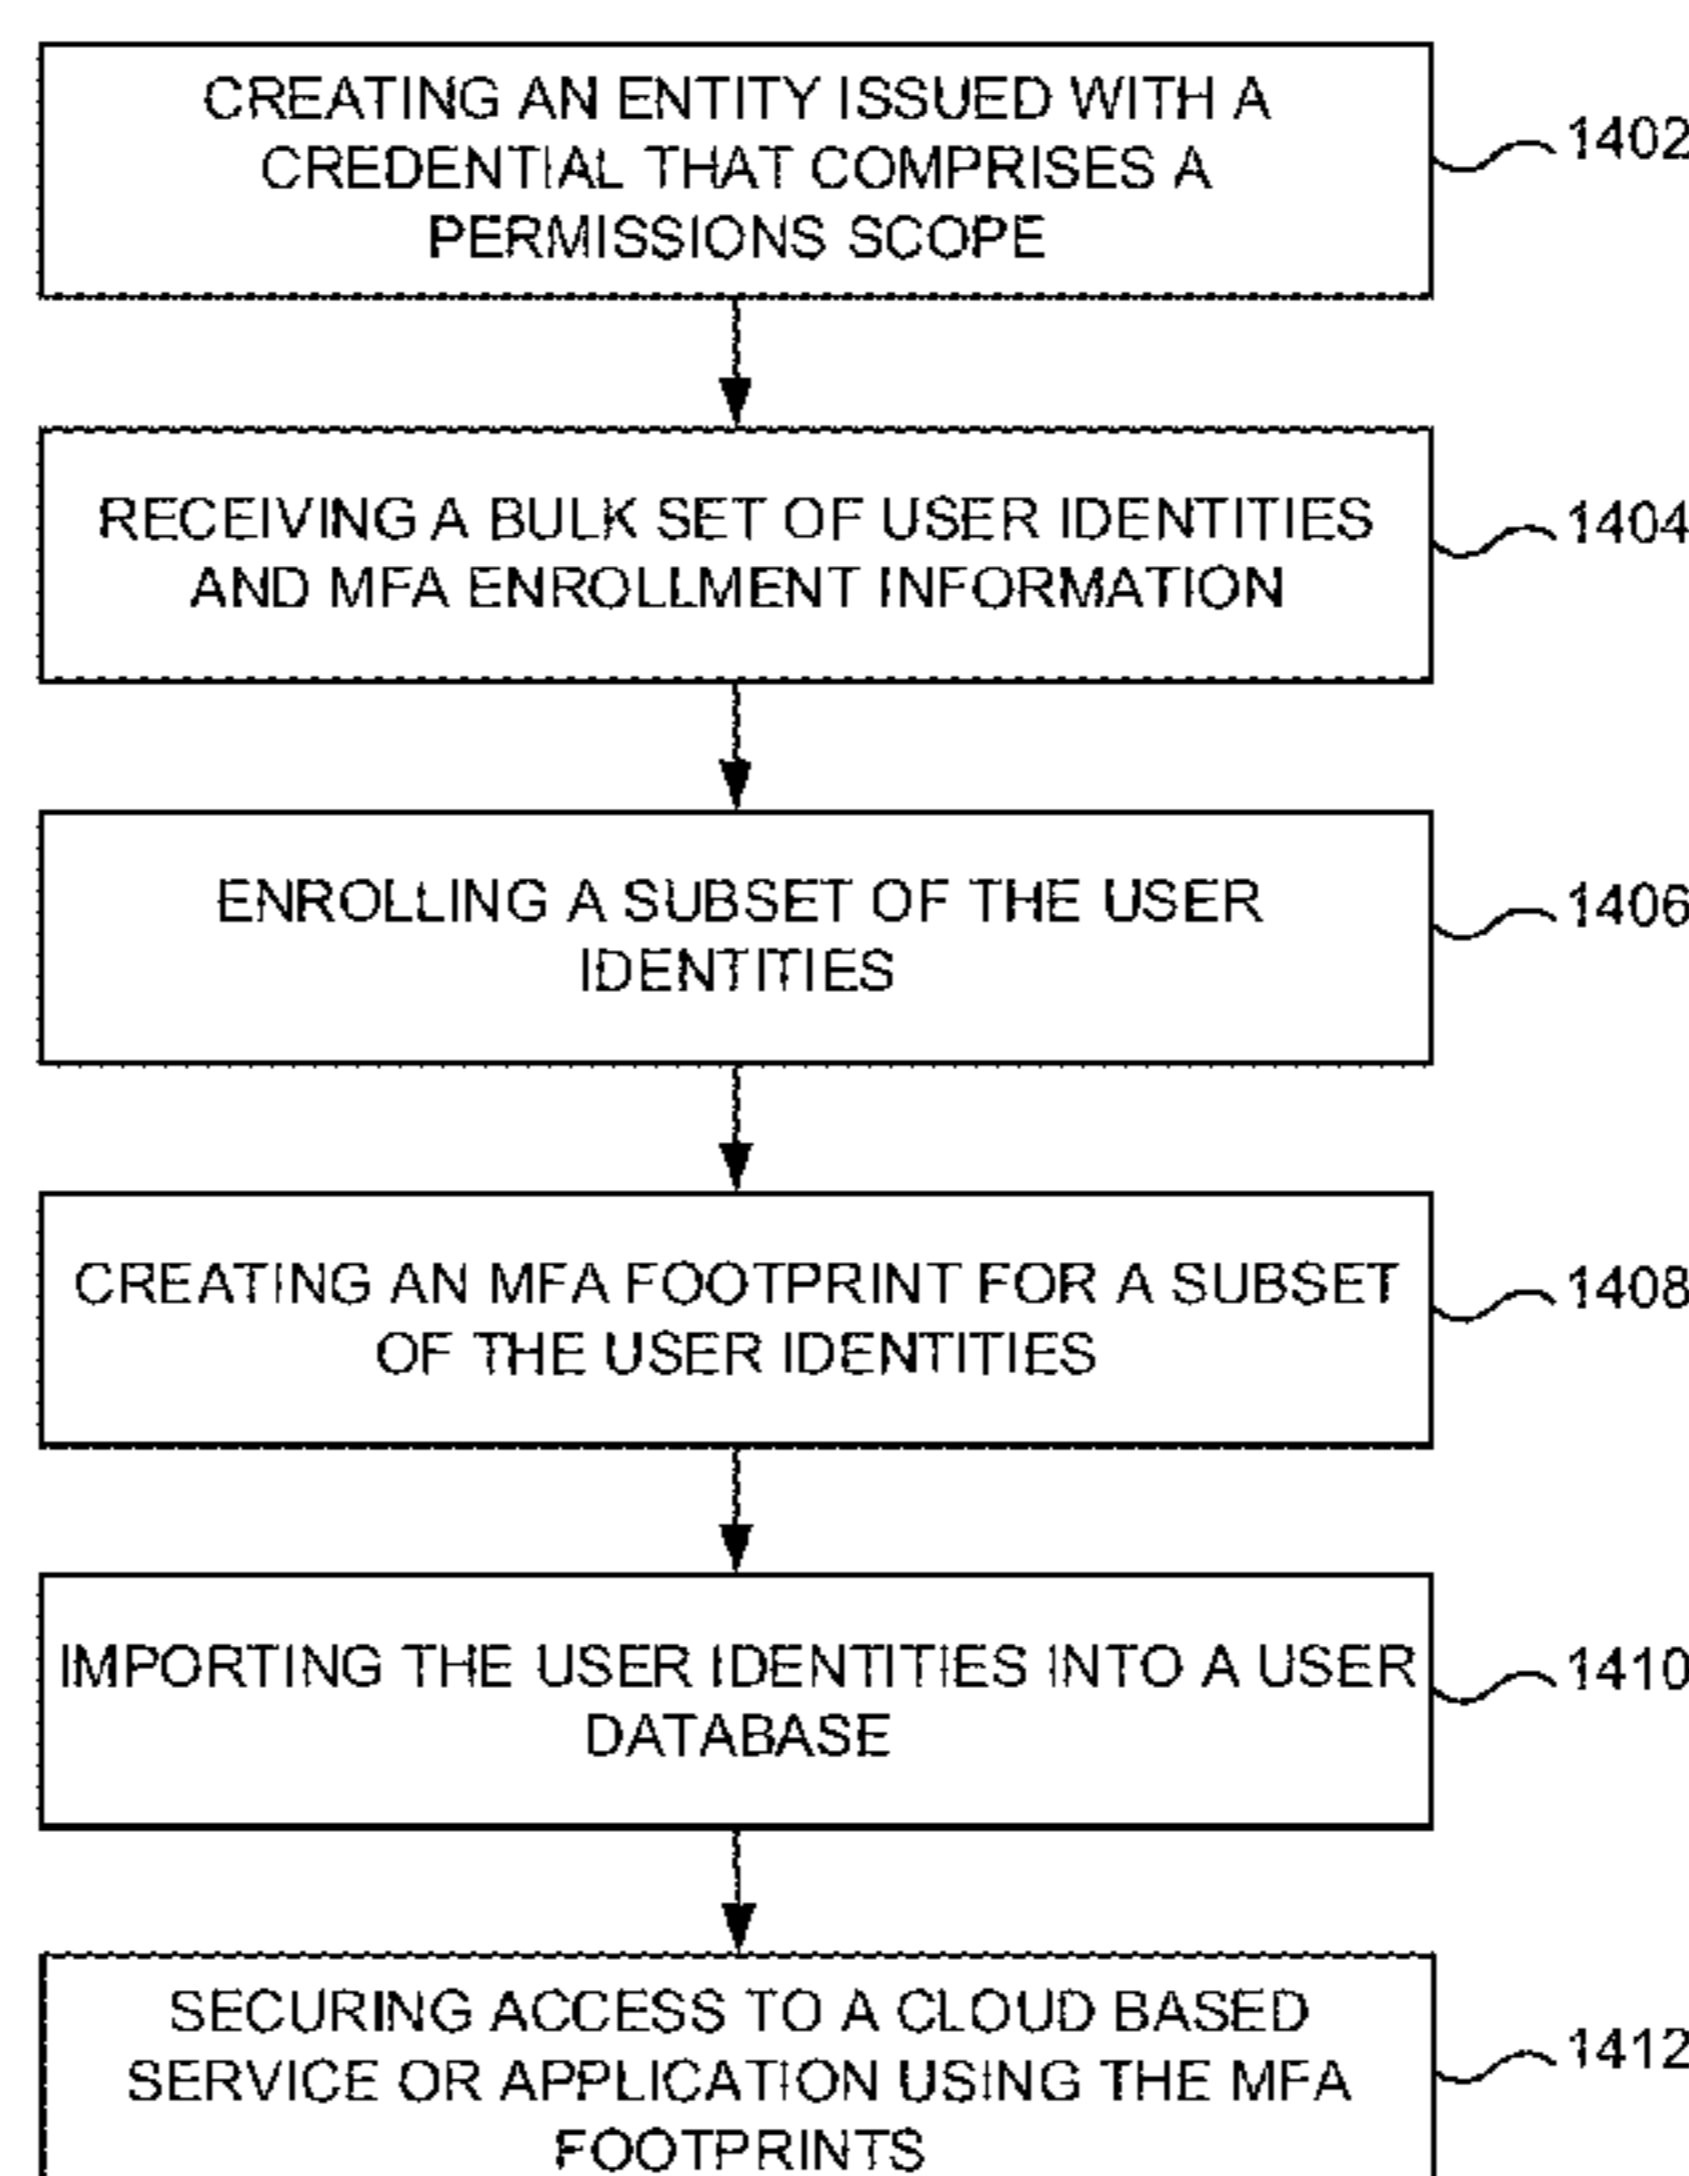 CREATING AN ENTITY ISSUED WITH A
CREDENTIAL THAT COMPRISES A
PERMISSIONS SCOPE
1402
RECEIVING A BULK SET OF USER IDENTITIES
AND MFA ENROLLMENT INFORMATION
1404
ENROLLING A SUBSET OF THE USER
IDENTITIES
1406
CREATING AN MFA FOOTPRINT FOR A SUBSET
OF THE USER IDENTITIES
1408
IMPORTING THE USER IDENTITIES INTO A USER
DATABASE
1410
SECURING ACCESS TO A CLOUD BASED
SERVICE OR APPLICATION USING THE MFA
FOOTPRINTS
1412